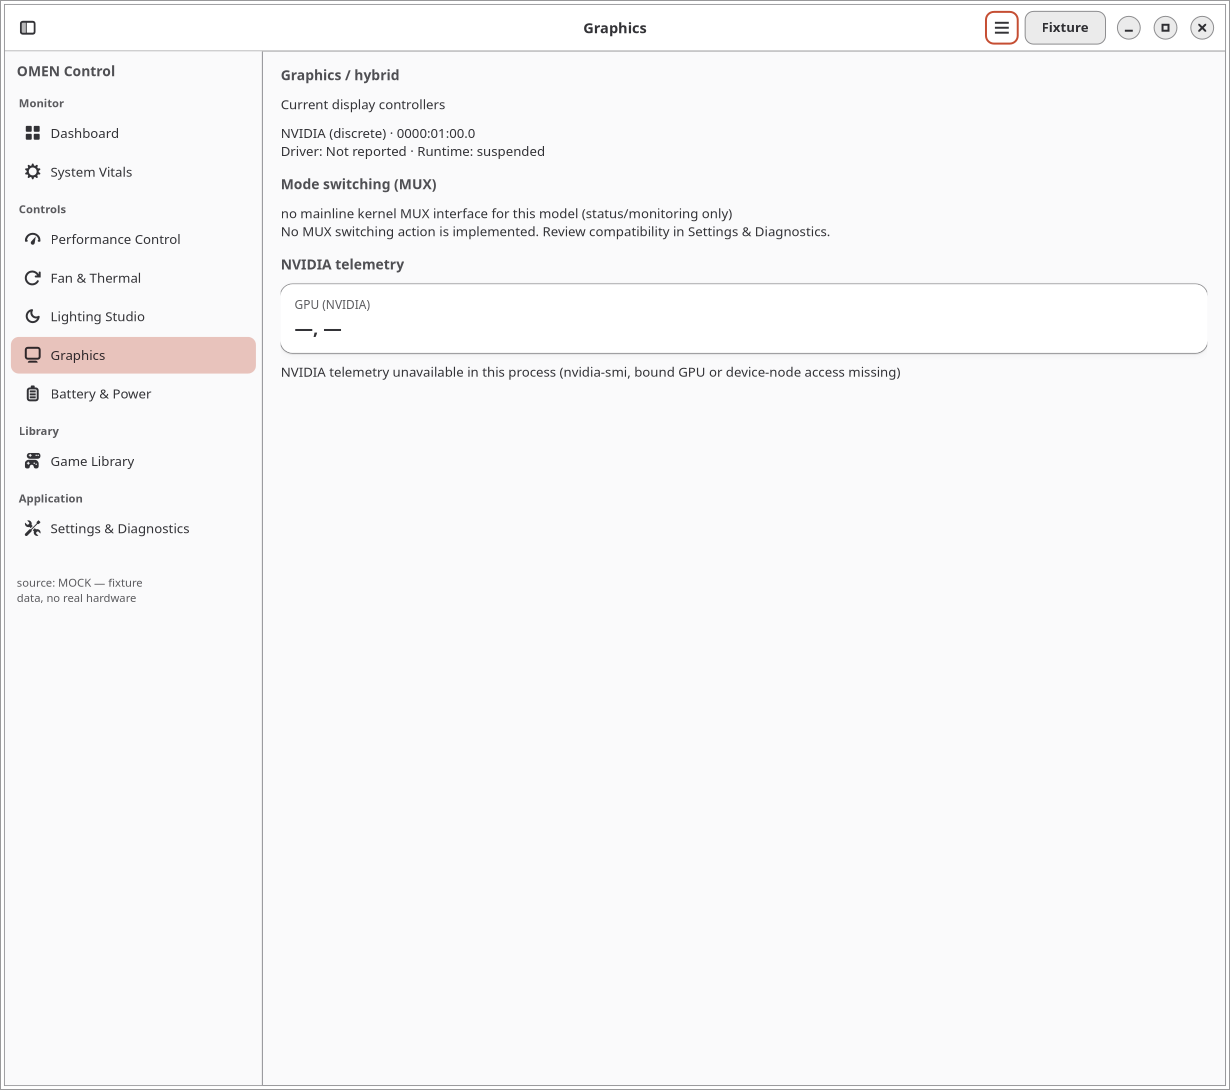 Graphics
Fixture
OMEN Control
Monitor
Dashboard
System Vitals
Controls
Performance Control
Fan & Thermal
Lighting Studio
Graphics
Battery & Power
Library
Game Library
Application
Settings & Diagnostics
source: MOCK — fixture
data, no real hardware
Graphics / hybrid
Current display controllers
NVIDIA (discrete) · 0000:01:00.0
Driver: Not reported · Runtime: suspended
Mode switching (MUX)
no mainline kernel MUX interface for this model (status/monitoring only)
No MUX switching action is implemented. Review compatibility in Settings & Diagnostics.
NVIDIA telemetry
GPU (NVIDIA)
—, —
NVIDIA telemetry unavailable in this process (nvidia-smi, bound GPU or device-node access missing)